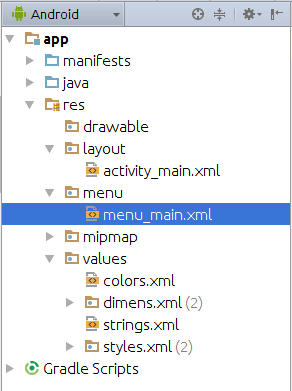 Android
app
manifests
java
res
drawable
layout
activity_main.xml
menu
menu_main.xml
mipmap
values
colors.xml
dimens.xml (2)
strings.xml
styles.xml (2)
Gradle Scripts